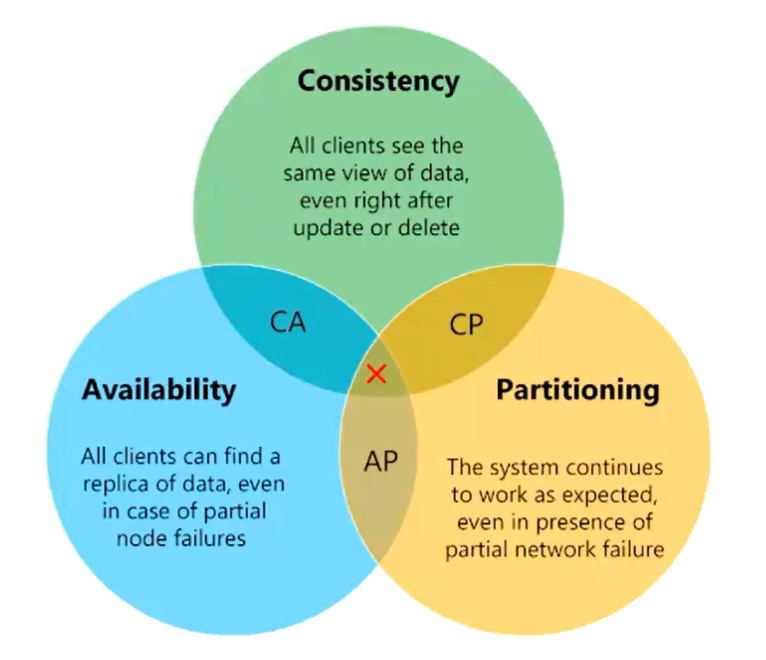 Consistency
All clients see the
same view of data,
even right after
update or delete
CA
CP
Availability
All clients can find a
replica of data, even
in case of partial
node failures
AP
Partitioning
The system continues
to work as expected,
even in presence of
partial network failure